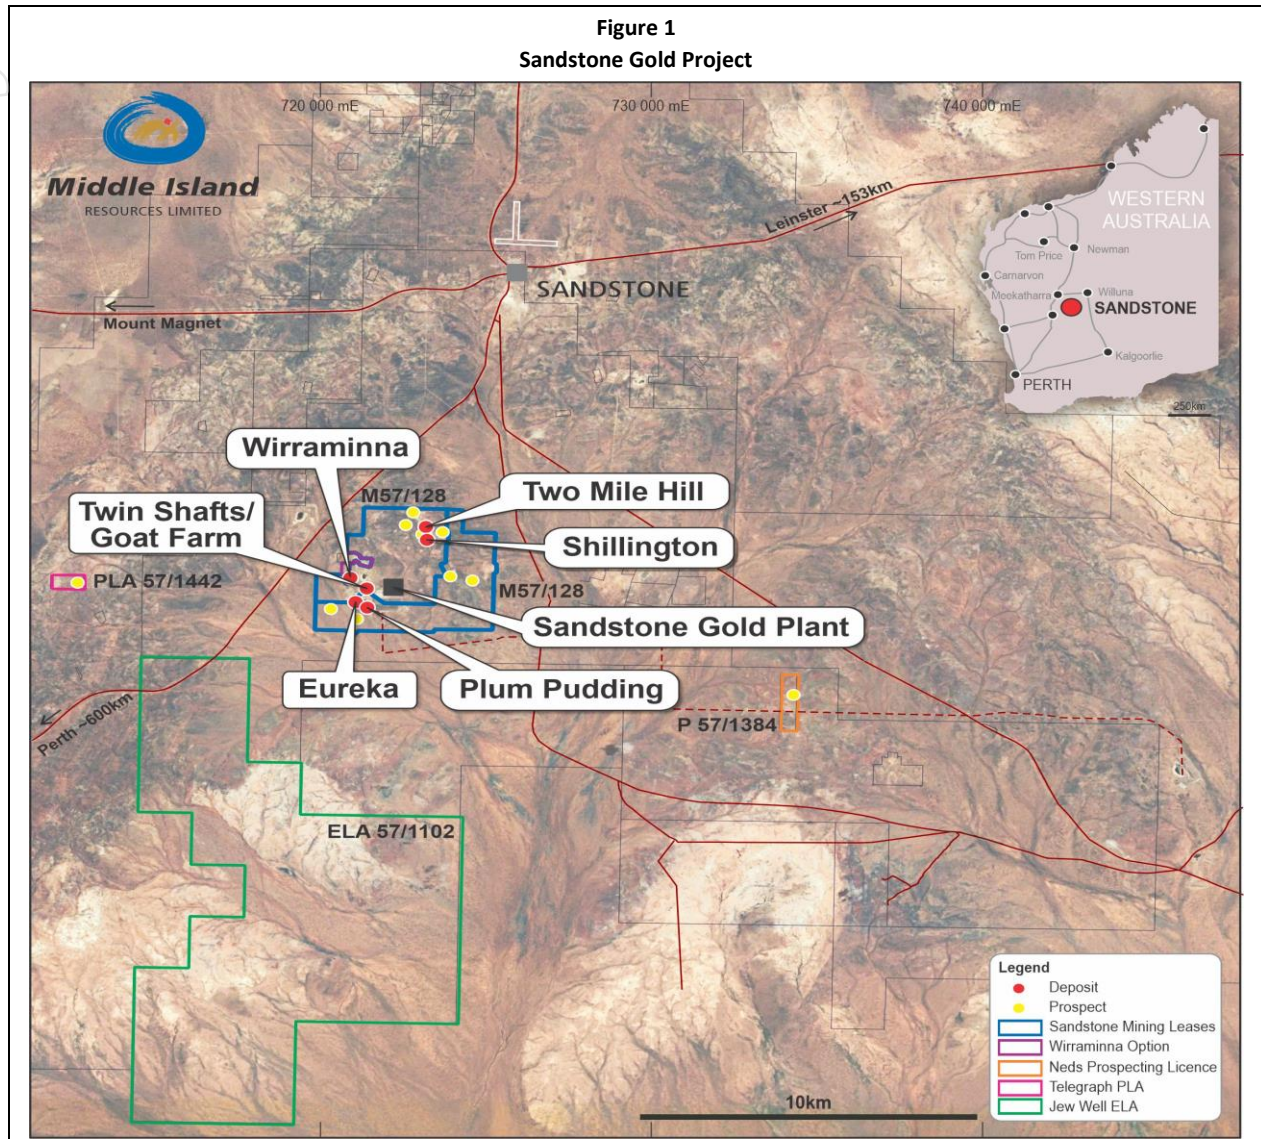 Figure 1
Sandstone Gold Project
720 000 mE
730 000 mE
740 000 mE
Middle Island
RESOURCES LIMITED
Leinster ~153km
WESTERN
AUSTRALIA
Tom Price
Newman
Carnarvon
Meekatharra
Wiluna
SANDSTONE
Kalgoorlie
PERTH
250km
SANDSTONE
Mount Magnet
Wirraminna
M57/128
Two Mile Hill
Twin Shafts/
Goat Farm
Shillington
PLA 57/1442
M57/128
Sandstone Gold Plant
Eureka
Plum Pudding
Perth ~600km
P 57/1384
ELA 57/1102
Legend
Deposit
Prospect
Sandstone Mining Leases
Wirraminna Option
Neds Prospecting Licence
Telegraph PLA
Jew Well ELA
10km